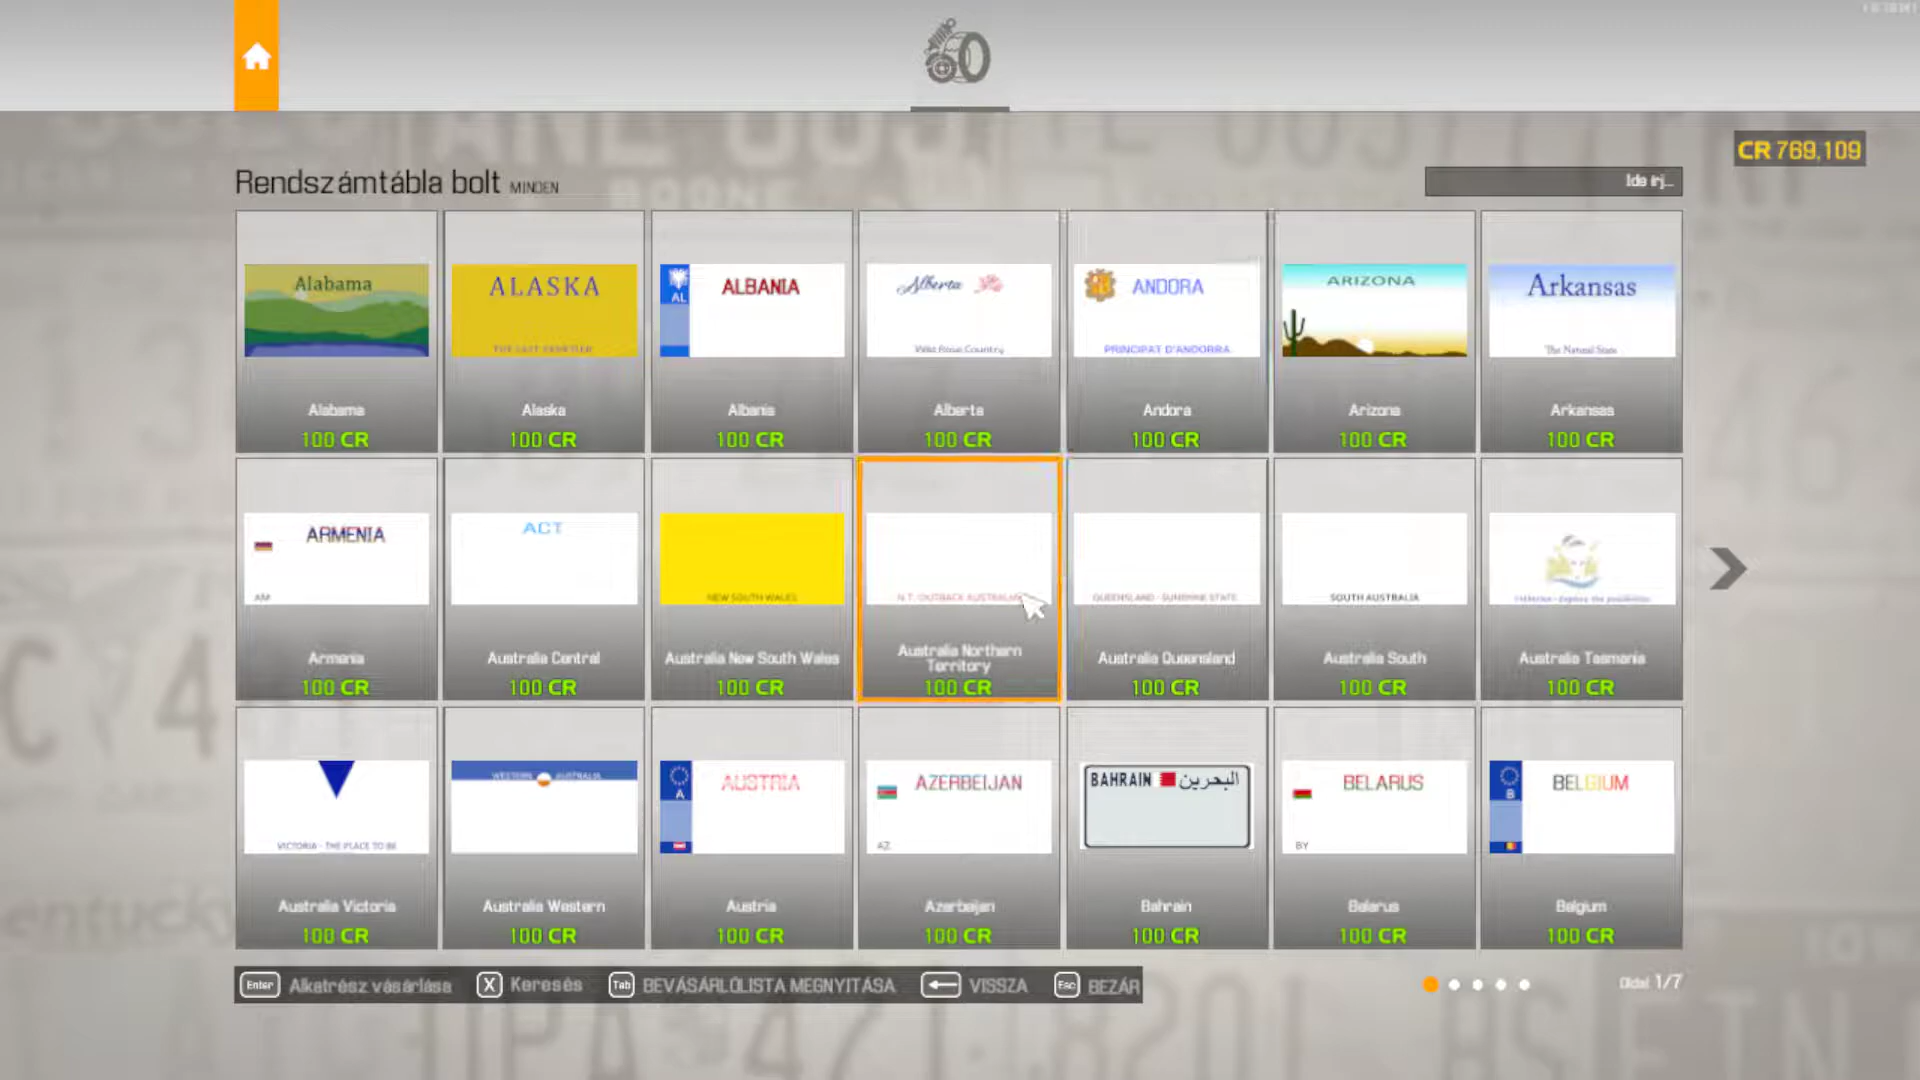 CR 769,109
Rendszámtábla bolt MINDEN
Ide írj...
Alabama
ALASKA
THE LAST FRONTIER
AL
ALBANIA
Alberta
Wild Rose Country
ANDORA
PRINCIPAT D'ANDORRA
ARIZONA
Arkansas
The Natural State
Alabama
Alaska
Albania
Alberta
Andora
Arizona
Arkansas
100 CR
100 CR
100 CR
100 CR
100 CR
100 CR
100 CR
ARMENIA
AM
ACT
NEW SOUTH WALES
N.T. OUTBACK AUSTRALIA
QUEENSLAND - SUNSHINE STATE
SOUTH AUSTRALIA
Armenia
Australia Central
Australia New South Wales
Australia Northern
Territory
Australia Queensland
Australia South
Australia Tasmania
100 CR
100 CR
100 CR
100 CR
100 CR
100 CR
100 CR
VICTORIA - THE PLACE TO BE
WESTERN AUSTRALIA
A
AUSTRIA
AZERBEIJAN
AZ
BAHRAIN البحرين
BELARUS
BY
B
BELGIUM
Australia Victoria
Australia Western
Austria
Azerbeijan
Bahrain
Belarus
Belgium
100 CR
100 CR
100 CR
100 CR
100 CR
100 CR
100 CR
Enter Alkatrész vásárlása X Keresés Tab BEVÁSÁRLÓLISTA MEGNYITÁSA VISSZA Esc BEZÁR
Oldal 1/7